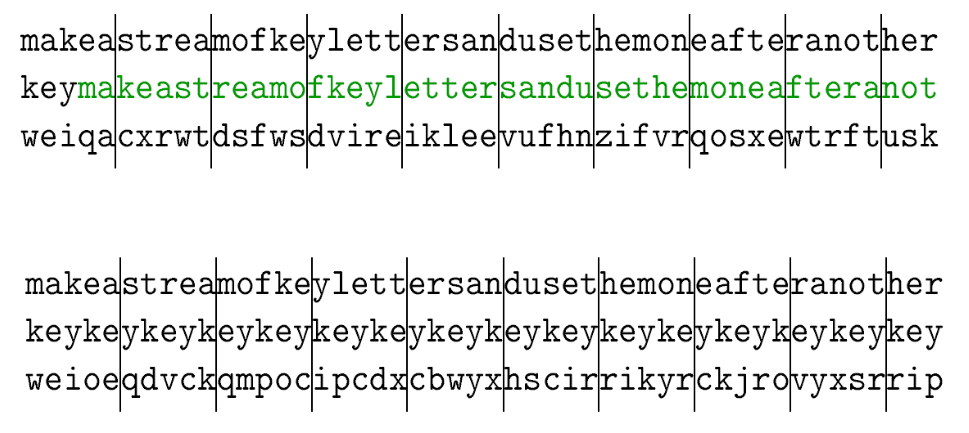 makea|strea|mofke|ylett|ersan|duset|hemon|eafte|ranot|her
keyma|keast|reamo|fkeyl|etter|sandu|sethe|monea|ftera|not
weiqa|cxrwt|dsfws|dvire|iklee|vufhn|zifvr|qosxe|wtrft|usk
makea|strea|mofke|ylett|ersan|duset|hemon|eafte|ranot|her
keyke|ykeyk|eykey|keyke|ykeyk|eykey|keyke|ykeyk|eykey|key
weioe|qdvck|qmpoc|ipcdx|cbwyx|hscir|rikyr|ckjro|vyxsr|rip